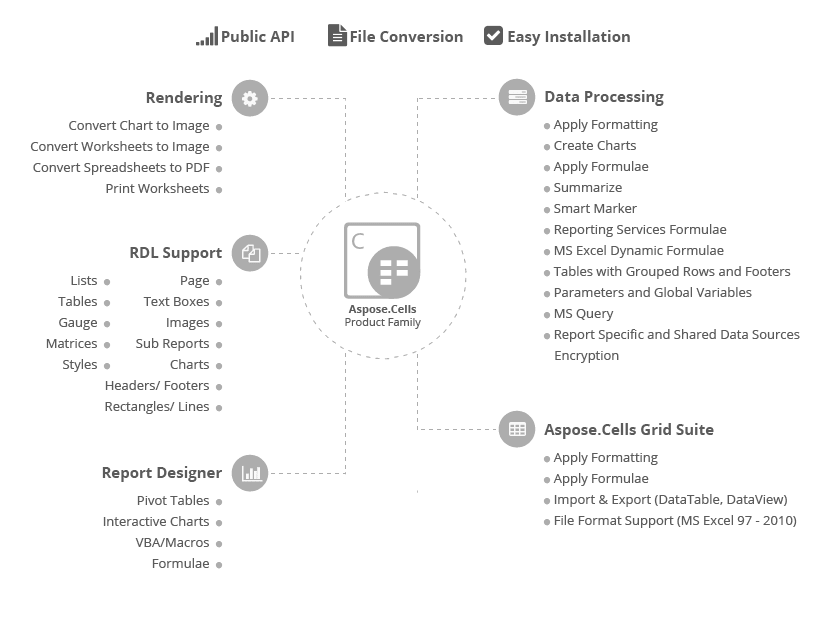 Public API
File Conversion
Easy Installation
Rendering
Convert Chart to Image
Convert Worksheets to Image
Convert Spreadsheets to PDF
Print Worksheets
RDL Support
Lists
Page
Tables
Text Boxes
Gauge
Images
Matrices
Sub Reports
Styles
Charts
Headers/ Footers
Rectangles/ Lines
Report Designer
Pivot Tables
Interactive Charts
VBA/Macros
Formulae
C
Aspose.Cells
Product Family
Data Processing
Apply Formatting
Create Charts
Apply Formulae
Summarize
Smart Marker
Reporting Services Formulae
MS Excel Dynamic Formulae
Tables with Grouped Rows and Footers
Parameters and Global Variables
MS Query
Report Specific and Shared Data Sources
Encryption
Aspose.Cells Grid Suite
Apply Formatting
Apply Formulae
Import & Export (DataTable, DataView)
File Format Support (MS Excel 97 - 2010)